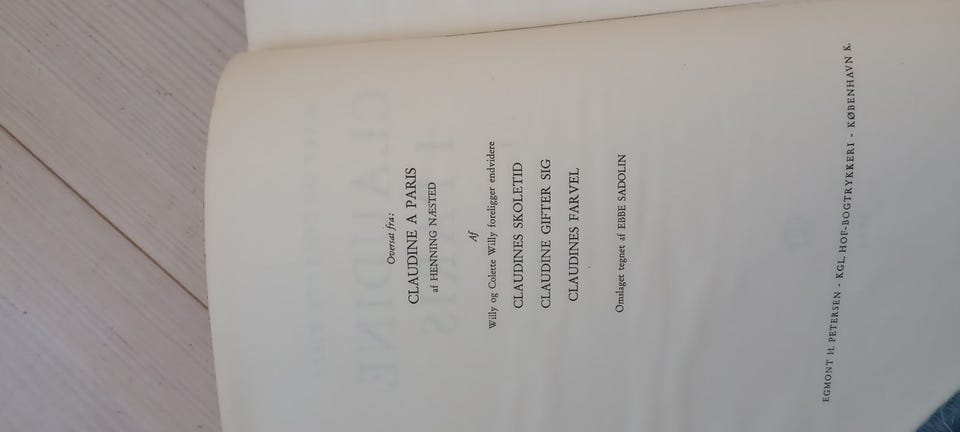 Oversat fra:
CLAUDINE A PARIS
af HENNING NÆSTED
Af
Willy og Colette Willy foreligger endvidere
CLAUDINES SKOLETID
CLAUDINE GIFTER SIG
CLAUDINES FARVEL
Omslaget tegnet af EBBE SADOLIN
EGMONT H. PETERSEN - KGL. HOF-BOGTRYKKERI - KØBENHAVN K.